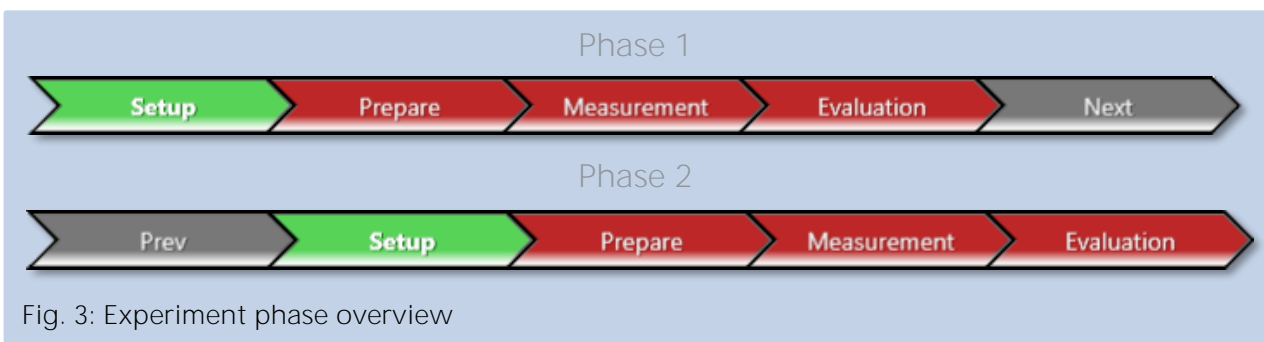 Phase 1
Setup Prepare Measurement Evaluation Next
Phase 2
Prev Setup Prepare Measurement Evaluation
Fig. 3: Experiment phase overview